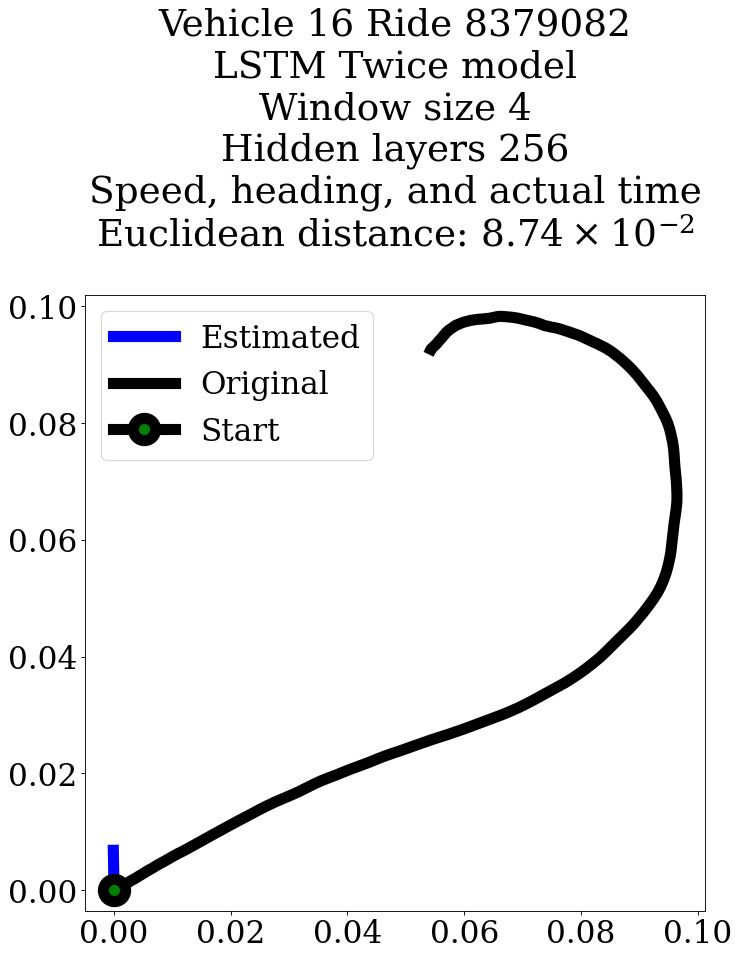 Vehicle 16 Ride 8379082
LSTM Twice model
Window size 4
Hidden layers 256
Speed, heading, and actual time
Euclidean distance: 8.74 × 10⁻²
0.10
0.08
0.06
0.04
0.02
0.00
Estimated
Original
Start
0.00 0.02 0.04 0.06 0.08 0.10